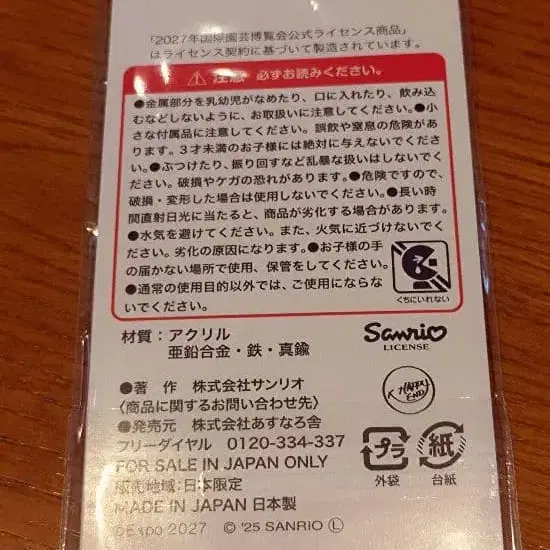 「2027年国際園芸博覧会公式ライセンス商品」
はライセンス契約に基づいて製造されています。
注意 必ずお読みください。
●金属部分を乳幼児がなめたり、口に入れたり、飲み込
むなどしないように、お取扱いに注意してください。●小
さな付属品に注意してください。誤飲や窒息の危険があ
ります。3才未満のお子様には絶対に与えないでくださ
い。●ぶつけたり、振り回すなど乱暴な扱いはしないでく
ださい。破損やケガの恐れがあります。●危険ですので、
破損・変形した場合は使用しないでください。●長い時
間直射日光に当たると、商品が劣化する場合があります。
●水気を避けてください。また、火気に近づけないでくだ
さい。劣化の原因になります。●お子様の手
の届かない場所で使用、保管をしてください。
●通常の使用目的以外では、ご使用にならな
いでください。
くちにいれない
材質：アクリル
亜鉛合金・鉄・真鍮
Sanrio
LICENSE
●著 作 株式会社サンリオ
〈商品に関するお問い合わせ先〉
●発売元 株式会社あすなろ舎
フリーダイヤル 0120-334-337
HAPPY
END
プラ
外袋
紙
台紙
FOR SALE IN JAPAN ONLY
販売地域:日本限定
MADE IN JAPAN 日本製
©Expo 2027 © '25 SANRIO Ⓛ